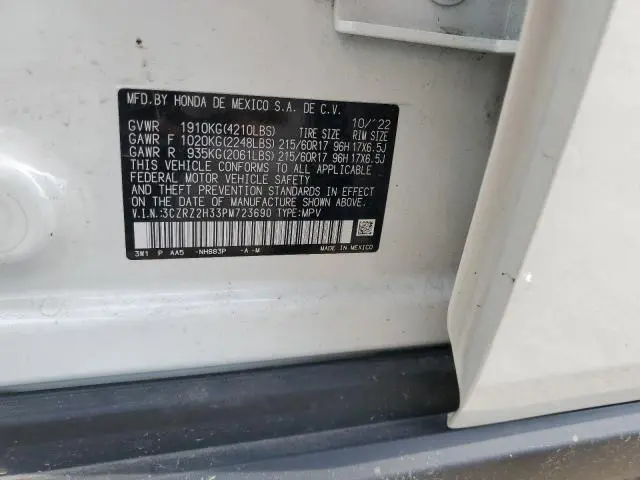 MFD.BY HONDA DE MEXICO S.A. DE C.V.
10/'22
GVWR 1910KG(4210LBS) TIRE SIZE RIM SIZE
GAWR F 1020KG(2248LBS) 215/60R17 96H 17X6.5J
GAWR R 935KG(2061LBS) 215/60R17 96H 17X6.5J
THIS VEHICLE CONFORMS TO ALL APPLICABLE
FEDERAL MOTOR VEHICLE
SAFETY AND THEFT PREVENTION STANDARDS IN EFFECT
ON THE DATE OF MANUFACTURE SHOWN ABOVE.
V.I.N.:3CZRZ2H33PM723690 TYPE:MPV
3W1 P AA5 -NH883P -A -M MADE IN MEXICO